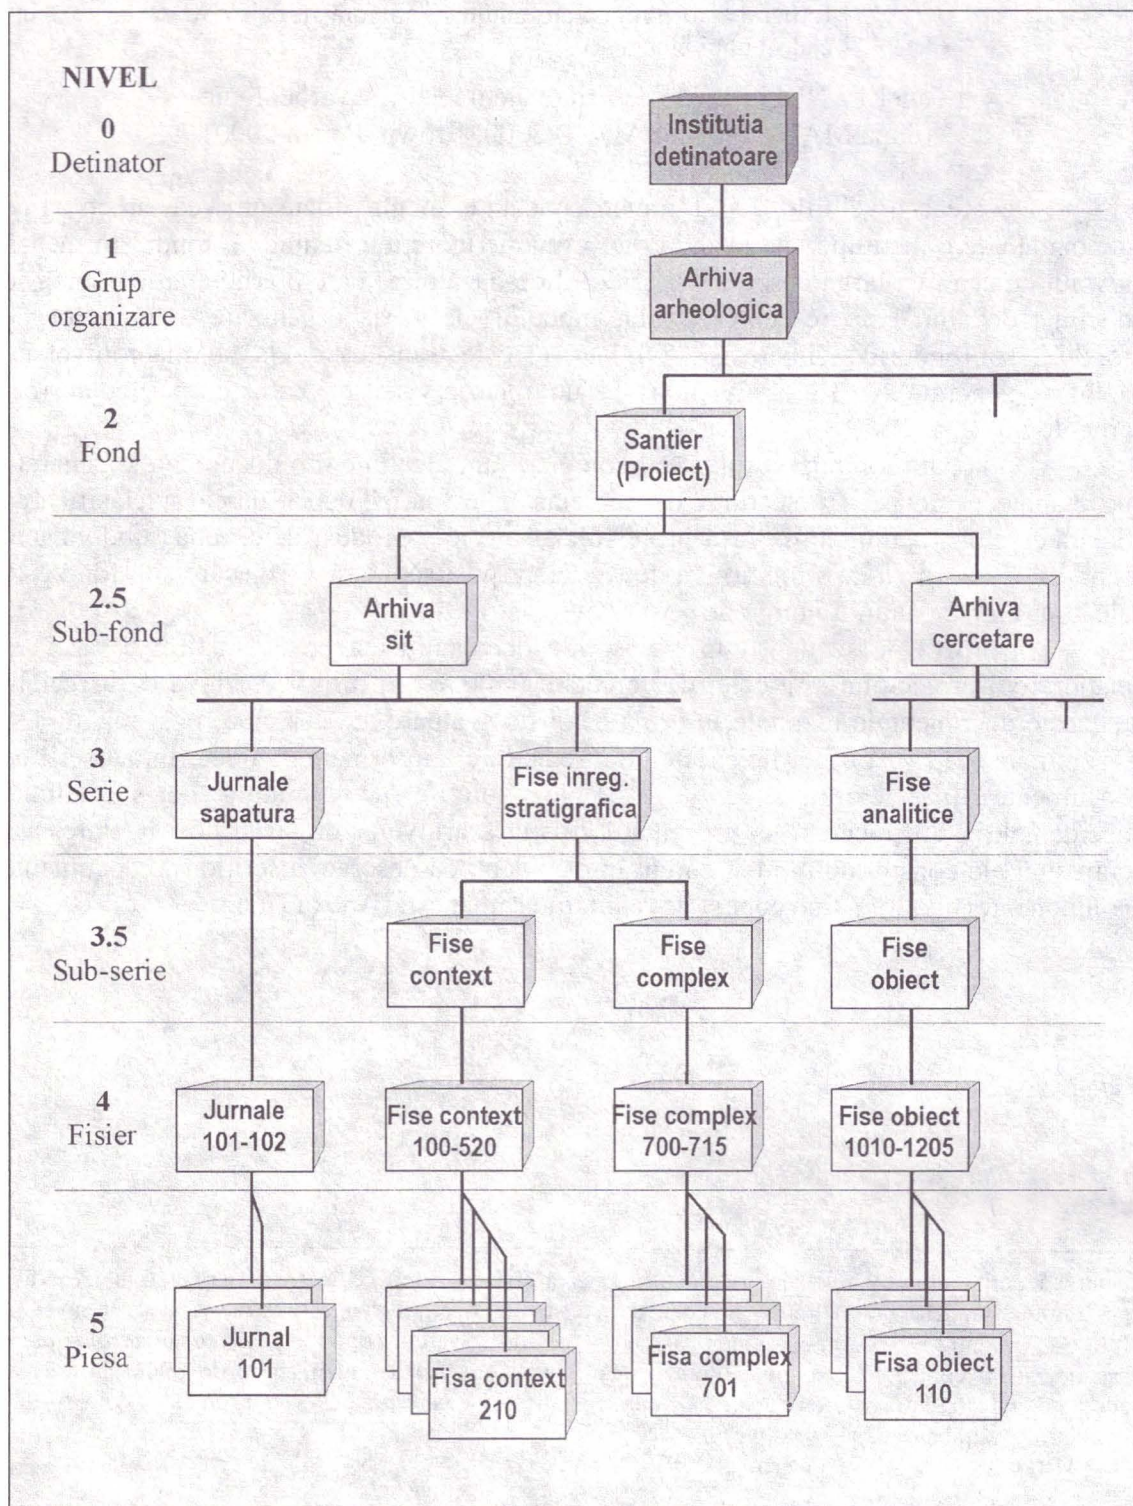 NIVEL
0
Detinator
Institutia
detinatoare
1
Grup
organizare
Arhiva
arheologica
2
Fond
Santier
(Proiect)
2.5
Sub-fond
Arhiva
sit
Arhiva
cercetare
3
Serie
Jurnale
sapatura
Fise inreg.
stratigrafica
Fise
analitice
3.5
Sub-serie
Fise
context
Fise
complex
Fise
obiect
4
Fisier
Jurnale
101-102
Fise context
100-520
Fise complex
700-715
Fise obiect
1010-1205
5
Piesa
Jurnal
101
Fisa context
210
Fisa complex
701
Fisa obiect
110